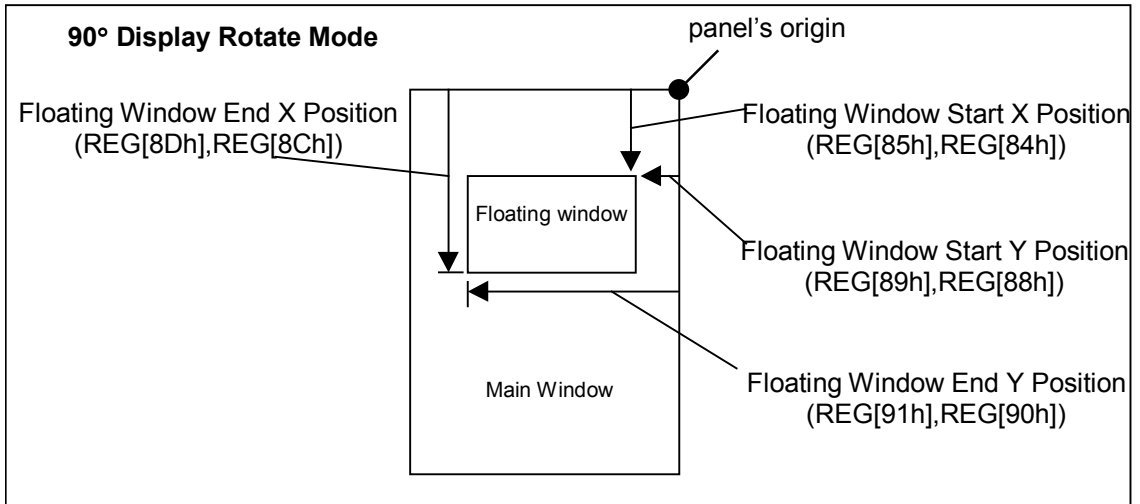 90° Display Rotate Mode
panel's origin
Floating Window End X Position
(REG[8Dh],REG[8Ch])
Floating Window Start X Position
(REG[85h],REG[84h])
Floating window
Floating Window Start Y Position
(REG[89h],REG[88h])
Main Window
Floating Window End Y Position
(REG[91h],REG[90h])